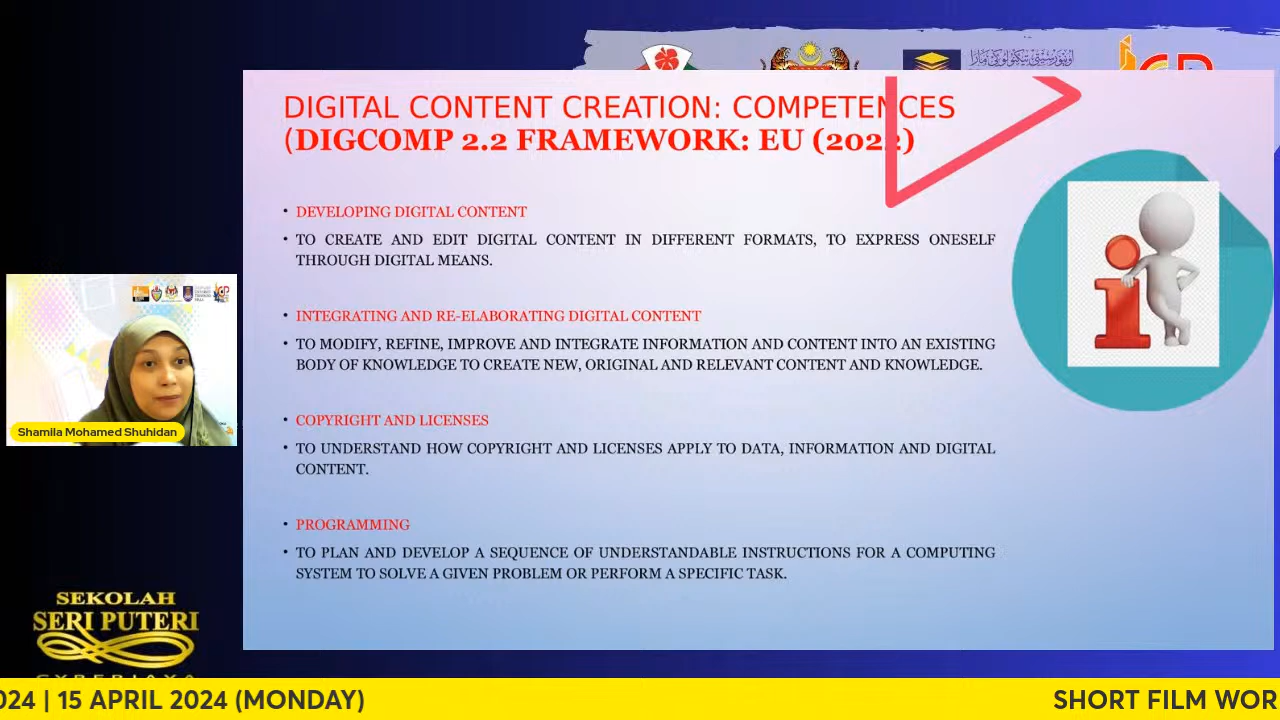 اونيۏرسيتي تيكنولوݢي مارا
DIGITAL CONTENT CREATION: COMPETENCES
(DIGCOMP 2.2 FRAMEWORK: EU (2022)
• DEVELOPING DIGITAL CONTENT
• TO CREATE AND EDIT DIGITAL CONTENT IN DIFFERENT FORMATS, TO EXPRESS ONESELF
THROUGH DIGITAL MEANS.
• INTEGRATING AND RE-ELABORATING DIGITAL CONTENT
• TO MODIFY, REFINE, IMPROVE AND INTEGRATE INFORMATION AND CONTENT INTO AN EXISTING
BODY OF KNOWLEDGE TO CREATE NEW, ORIGINAL AND RELEVANT CONTENT AND KNOWLEDGE.
• COPYRIGHT AND LICENSES
• TO UNDERSTAND HOW COPYRIGHT AND LICENSES APPLY TO DATA, INFORMATION AND DIGITAL
CONTENT.
• PROGRAMMING
• TO PLAN AND DEVELOP A SEQUENCE OF UNDERSTANDABLE INSTRUCTIONS FOR A COMPUTING
SYSTEM TO SOLVE A GIVEN PROBLEM OR PERFORM A SPECIFIC TASK.
Shamila Mohamed Shuhidan
SEKOLAH
SERI PUTERI
CYBERJAYA
024 | 15 APRIL 2024 (MONDAY)
SHORT FILM WOR